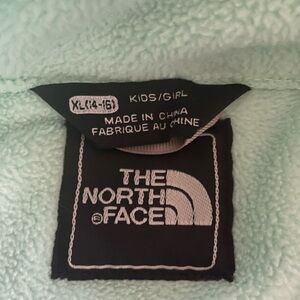 XL(14-16)
KIDS/GIRL
MADE IN CHINA
FABRIQUE AU CHINE
THE
NORTH
FACE